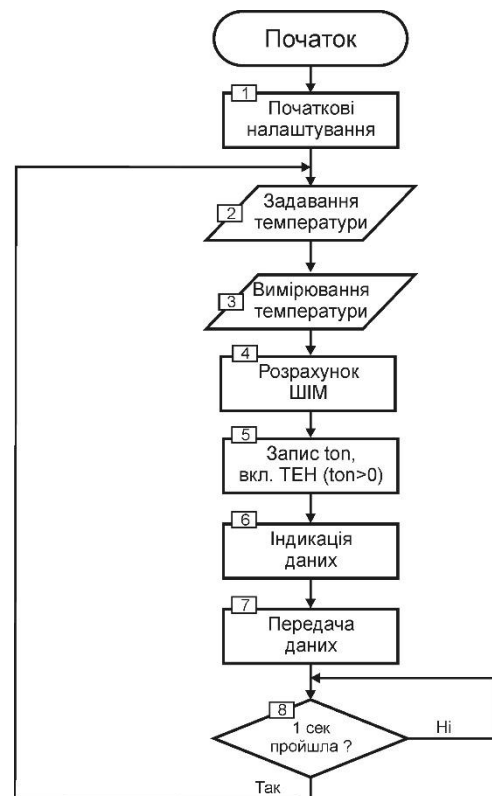 Початок
1
Початкові
налаштування
2
Задавання
температури
3
Вимірювання
температури
4
Розрахунок
ШІМ
5
Запис ton,
вкл. ТЕН (ton>0)
6
Індикація
даних
7
Передача
даних
8
1 сек
пройшла ?
Ні
Так